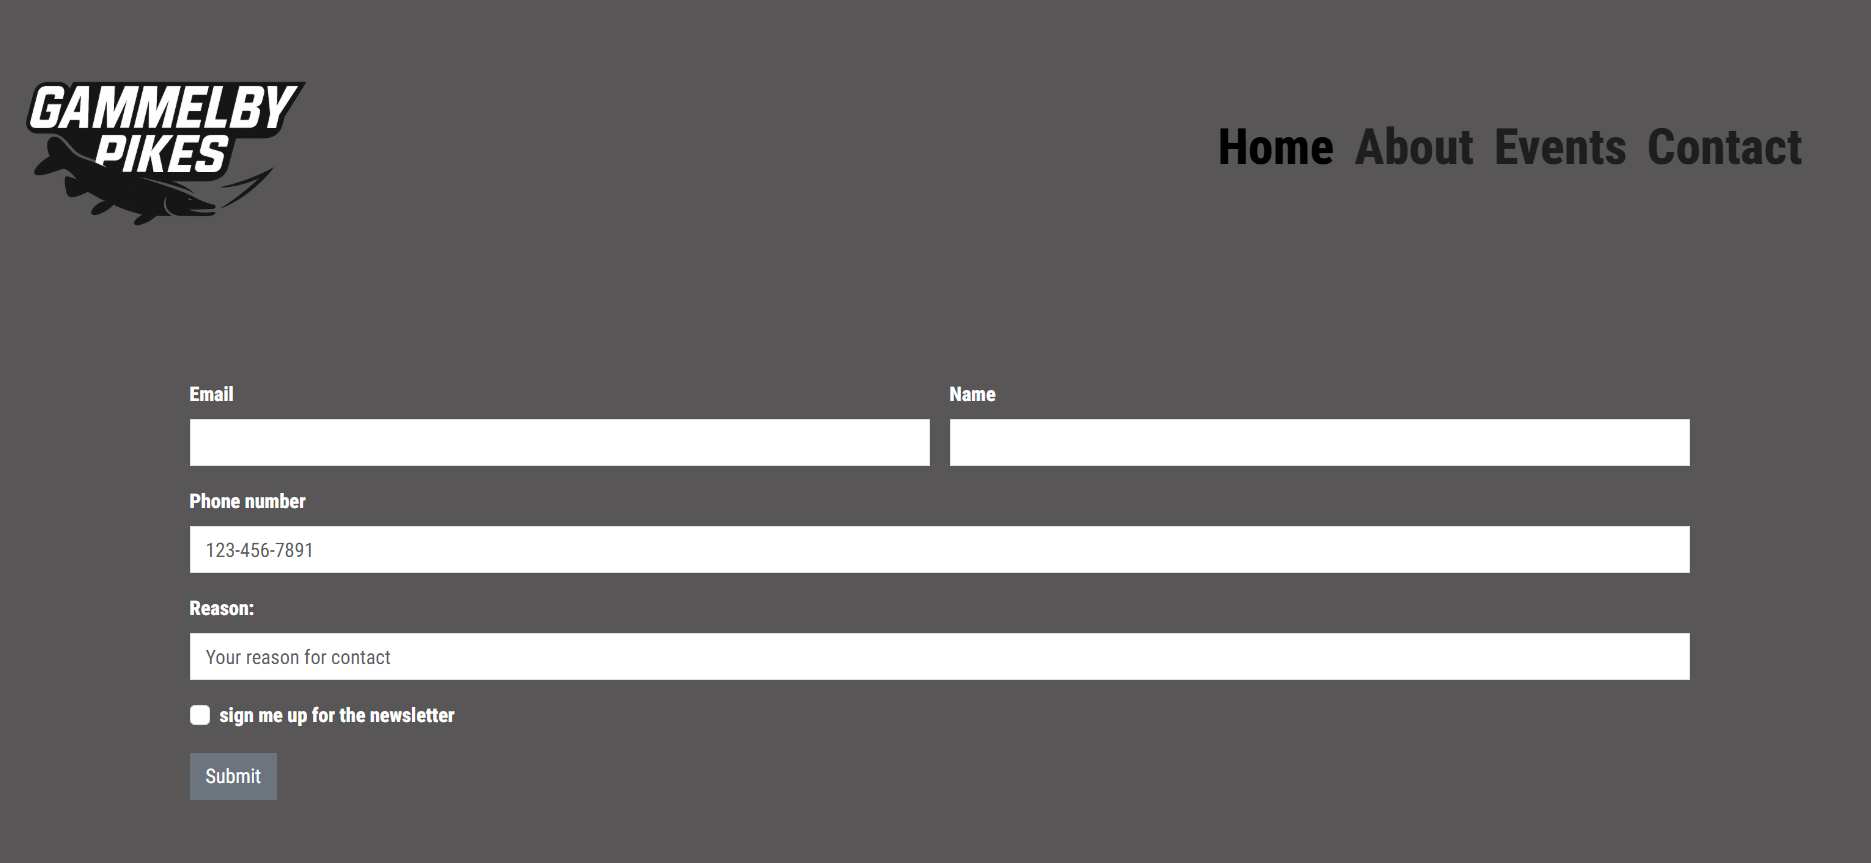 GAMMELBY
PIKES
Home About Events Contact
Email Name
Phone number
123-456-7891
Reason:
Your reason for contact
sign me up for the newsletter
Submit